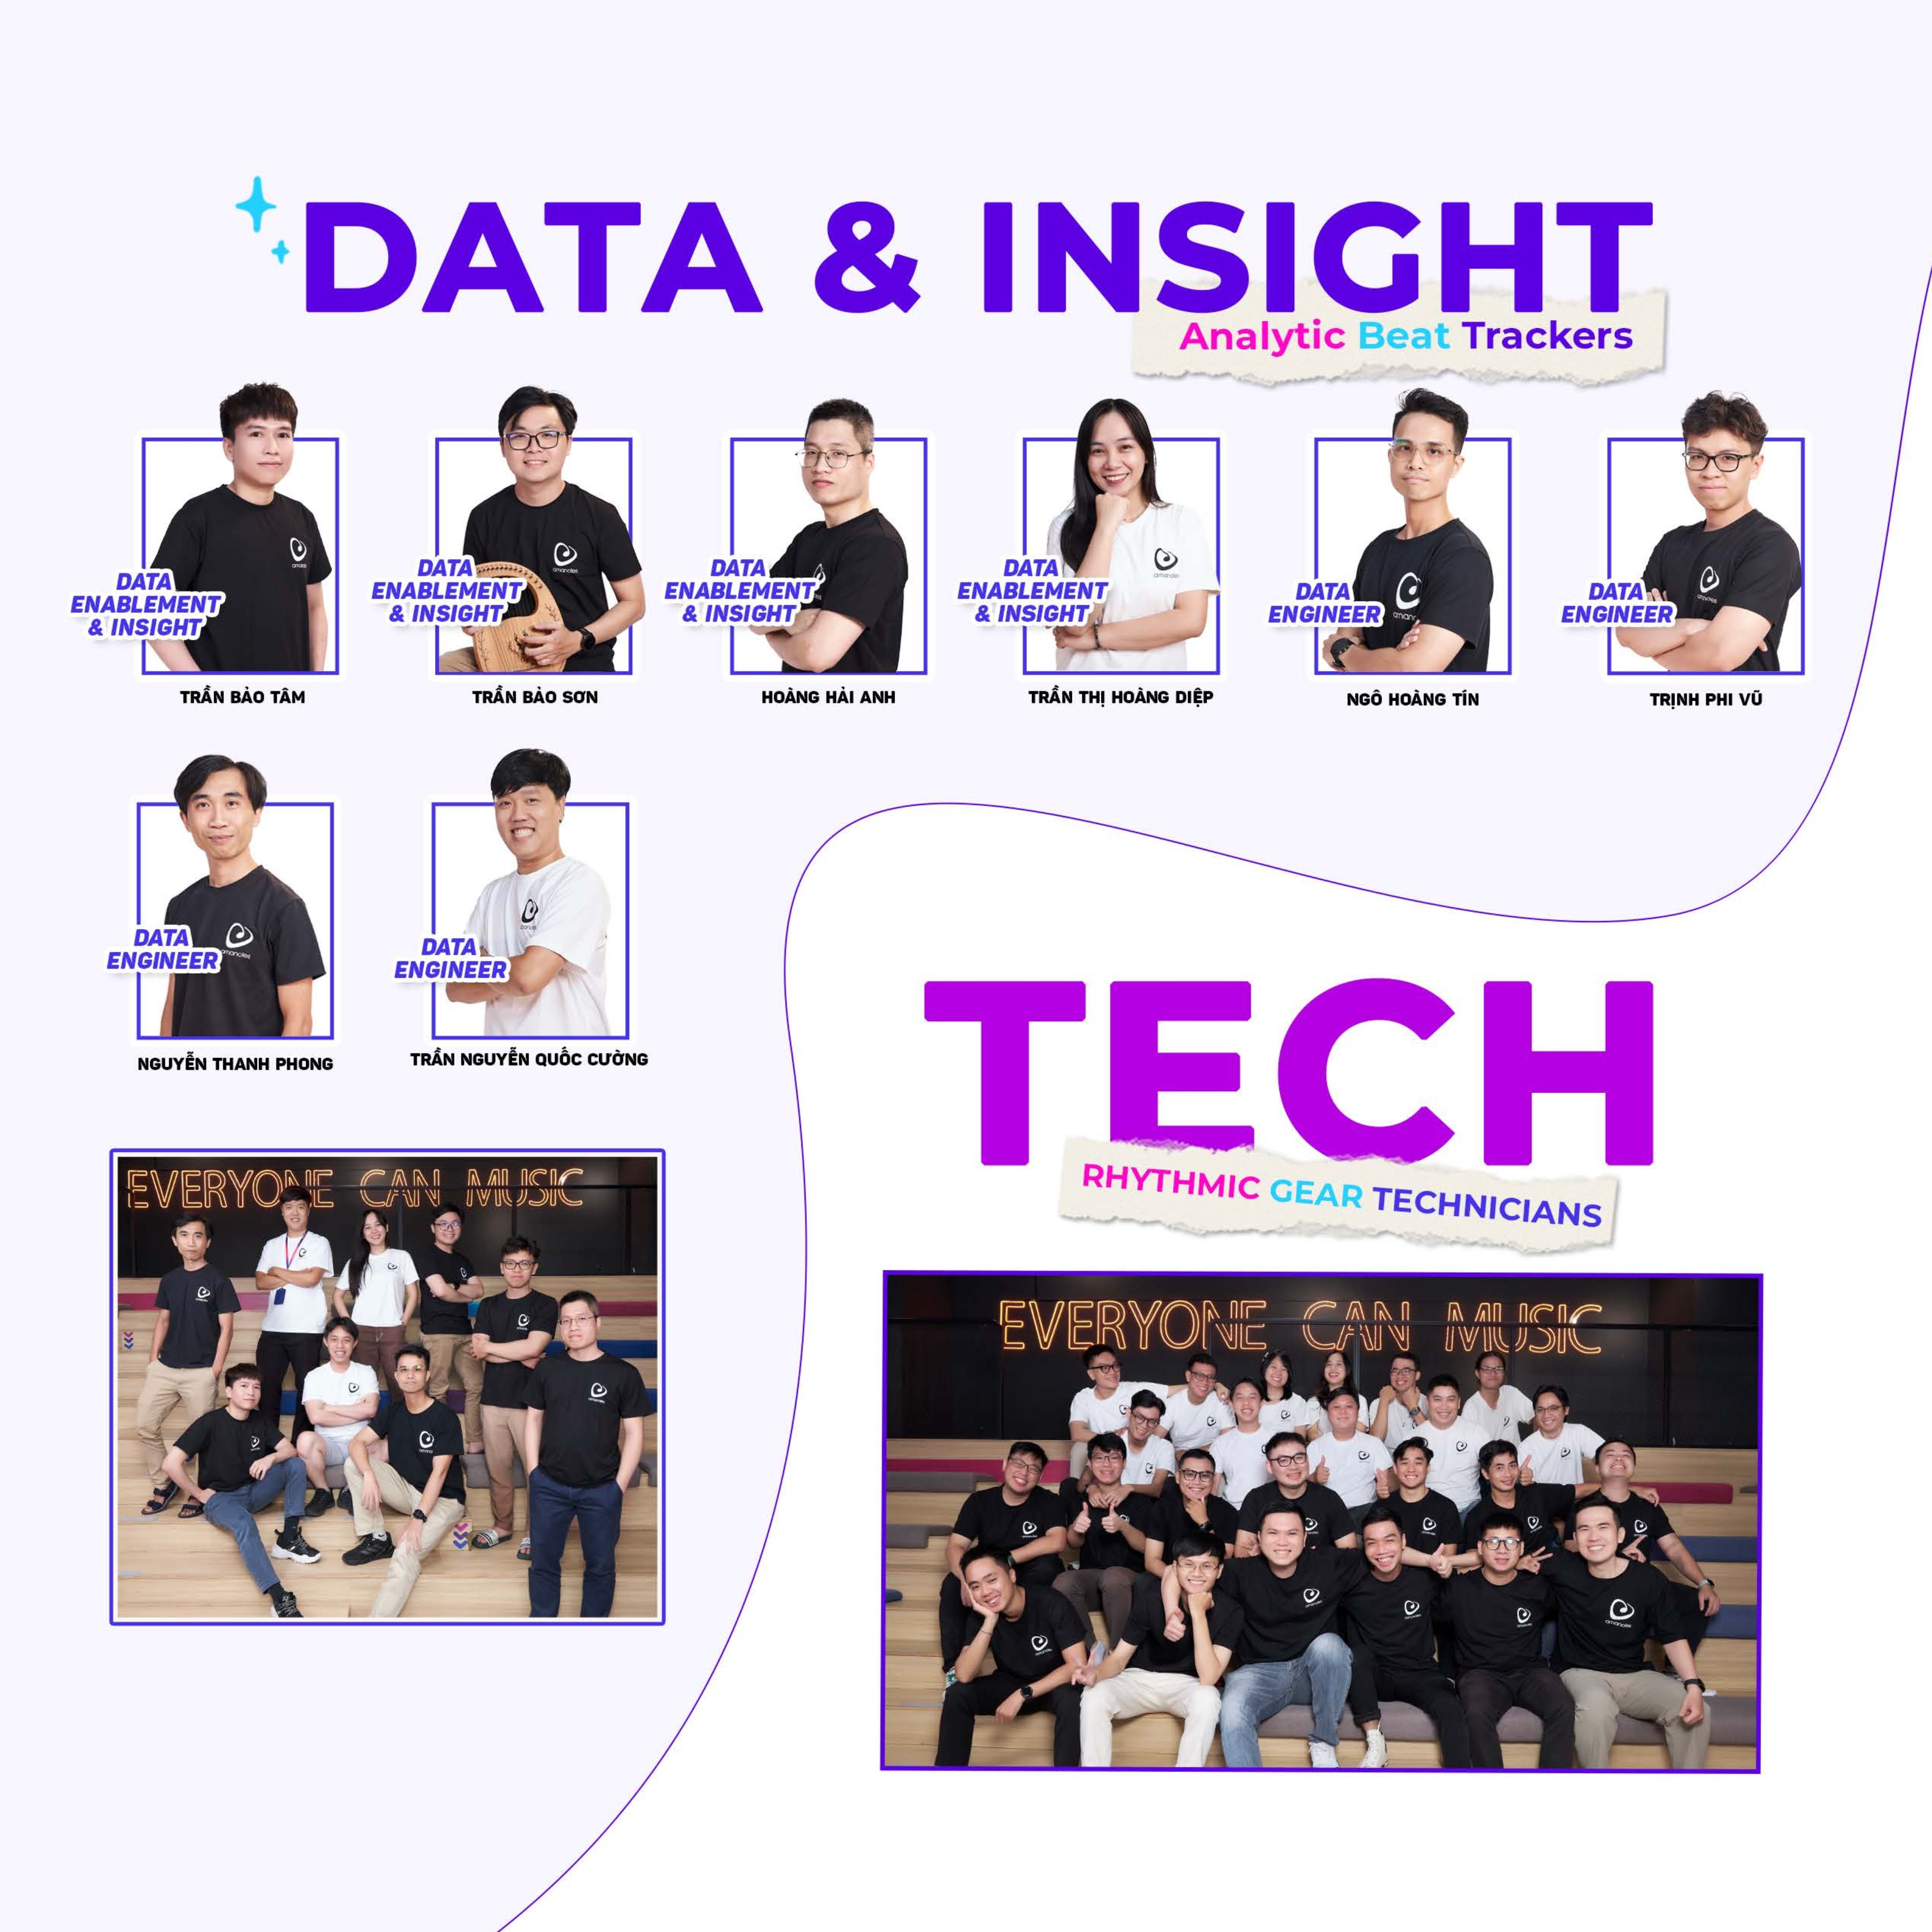 DATA & INSIGHT
Analytic Beat Trackers
DATA
ENABLEMENT
& INSIGHT
TRẦN BẢO TÂM
DATA
ENABLEMENT
& INSIGHT
amanotes
TRẦN BẢO SƠN
DATA
ENABLEMENT
& INSIGHT
HOÀNG HẢI ANH
DATA
ENABLEMENT
& INSIGHT
amanotes
TRẦN THỊ HOÀNG DIỆP
DATA
ENGINEER
NGÔ HOÀNG TÍN
DATA
ENGINEER
TRỊNH PHI VŨ
DATA
ENGINEER
NGUYỄN THANH PHONG
DATA
ENGINEER
TRẦN NGUYỄN QUỐC CƯỜNG
EVERYONE CAN MUSIC
TECH
RHYTHMIC GEAR TECHNICIANS
EVERYONE CAN MUSIC
amanotes